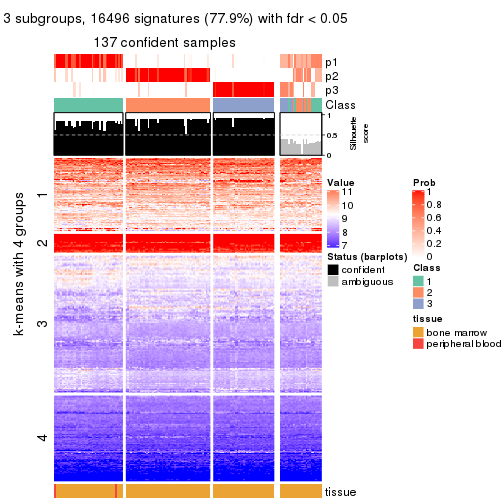 3 subgroups, 16496 signatures (77.9%) with fdr < 0.05
137 confident samples
p1
p2
p3
Class
1
0.5
0
Silhouette
score
k-means with 4 groups
1
2
3
4
tissue
Value
11
10
9
8
7
Status (barplots)
confident
ambiguous
Prob
1
0.8
0.6
0.4
0.2
0
Class
1
2
3
tissue
bone marrow
peripheral blood